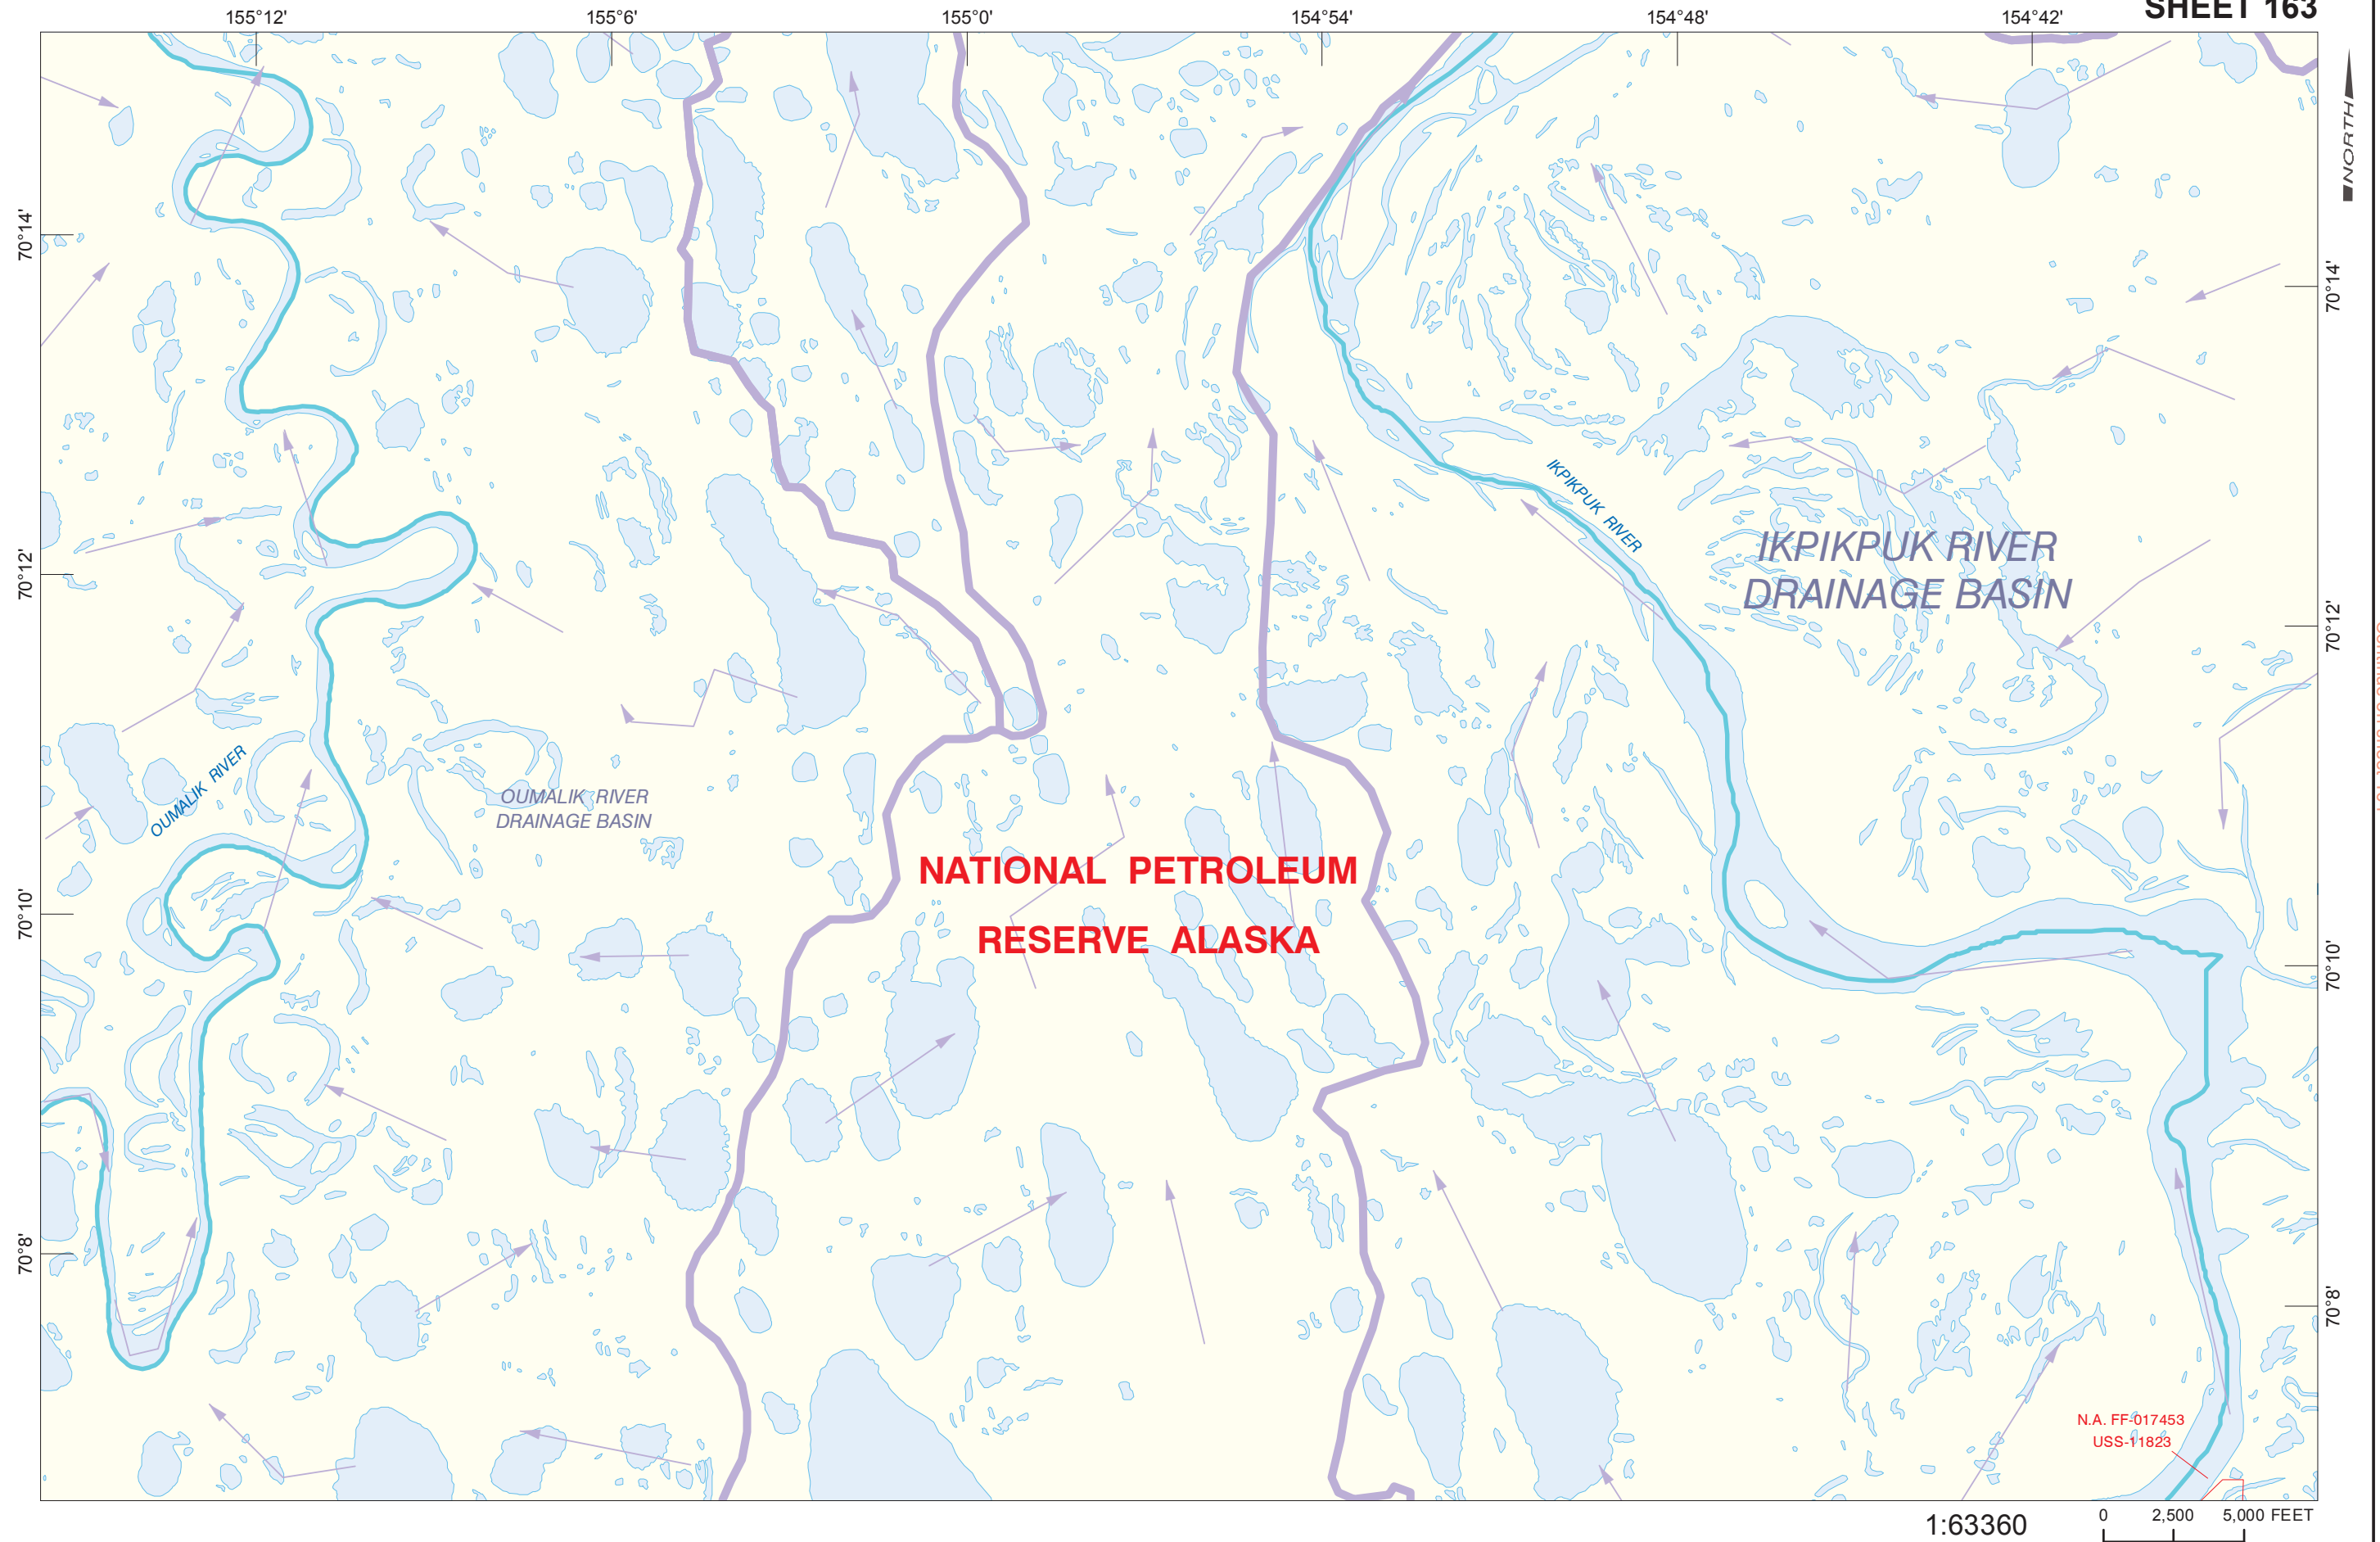 SHEET 163
155°12'
155°6'
155°0'
154°54'
154°48'
154°42'
NORTH
70°14'
70°14'
IKPIKPUK RIVER
IKPIKPUK RIVER
DRAINAGE BASIN
70°12'
70°12'
OUMALIK RIVER
OUMALIK RIVER
DRAINAGE BASIN
NATIONAL PETROLEUM
RESERVE ALASKA
70°10'
70°10'
70°8'
70°8'
N.A. FF-017453
USS-11823
1:63360
0 2,500 5,000 FEET